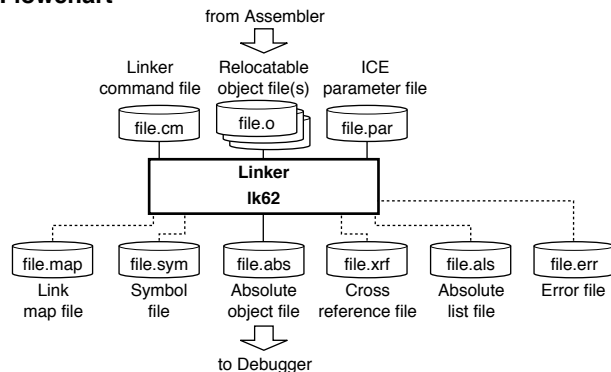 from Assembler
Linker
command file
Relocatable
object file(s)
ICE
parameter file
file.cm
file.o
file.par
Linker
lk62
file.map
file.sym
file.abs
file.xrf
file.als
file.err
Link
map file
Symbol
file
Absolute
object file
Cross
reference file
Absolute
list file
Error file
to Debugger